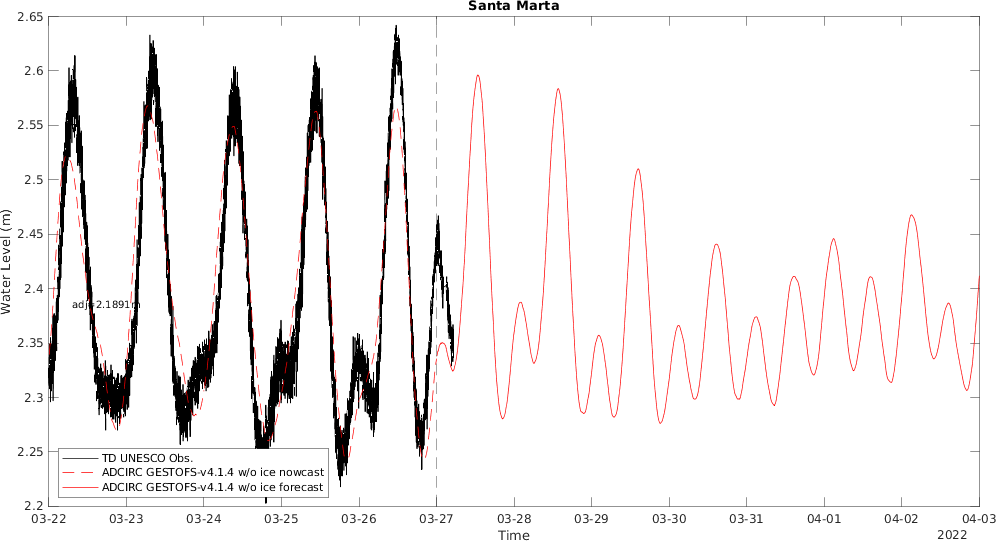 Santa Marta
2.65
2.6
2.55
2.5
2.45
2.4
2.35
2.3
2.25
2.2
Water Level (m)
adj=2.1891m
TD UNESCO Obs.
ADCIRC GESTOFS-v4.1.4 w/o ice nowcast
ADCIRC GESTOFS-v4.1.4 w/o ice forecast
03-22 03-23 03-24 03-25 03-26 03-27 03-28 03-29 03-30 03-31 04-01 04-02 04-03
Time
2022